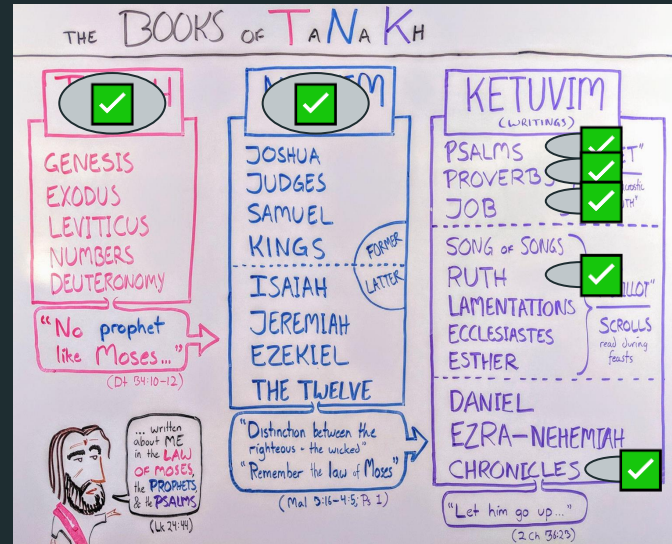 THE BOOKS OF TANAKH
GENESIS
EXODUS
LEVITICUS
NUMBERS
DEUTERONOMY
"No prophet
like Moses..."
(Dt 34:10-12)
... written
about ME
in the LAW
OF MOSES,
the PROPHETS,
& the PSALMS
(Lk 24:44)
JOSHUA
JUDGES
SAMUEL
KINGS
FORMER
LATTER
ISAIAH
JEREMIAH
EZEKIEL
THE TWELVE
"Distinction between the
righteous + the wicked"
"Remember the law of Moses"
(Mal 3:16-4:5; Ps 1)
KETUVIM
(WRITINGS)
PSALMS
PROVERBS
JOB
SONG OF SONGS
RUTH
LAMENTATIONS
ECCLESIASTES
ESTHER
SCROLLS
read during
feasts
DANIEL
EZRA-NEHEMIAH
CHRONICLES
"Let him go up..."
(2 Ch 36:23)